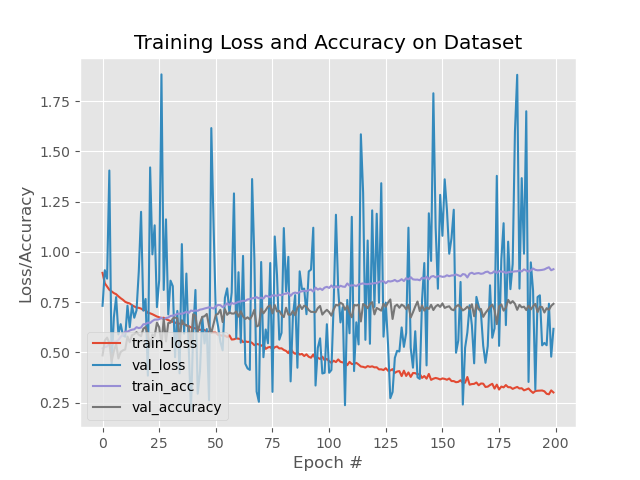 Training Loss and Accuracy on Dataset
Loss/Accuracy
1.75
1.50
1.25
1.00
0.75
0.50
0.25
train_loss
val_loss
train_acc
val_accuracy
0 25 50 75 100 125 150 175 200
Epoch #